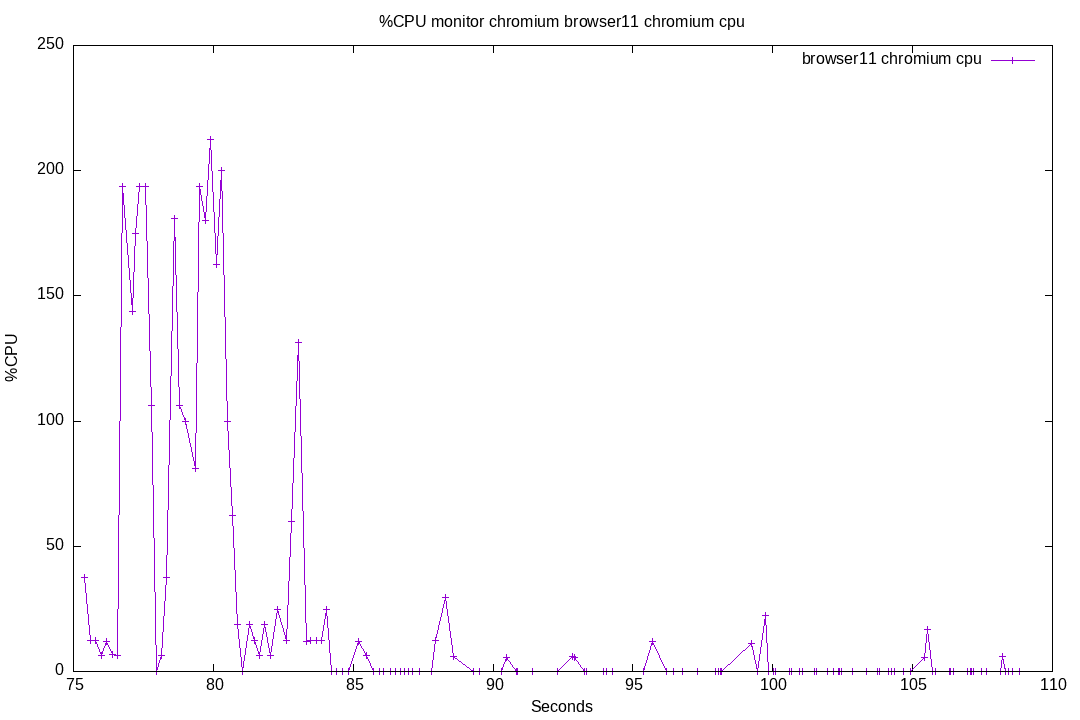 %CPU monitor chromium browser11 chromium cpu
browser11 chromium cpu
250
200
150
100
50
0
%CPU
75 80 85 90 95 100 105 110
Seconds